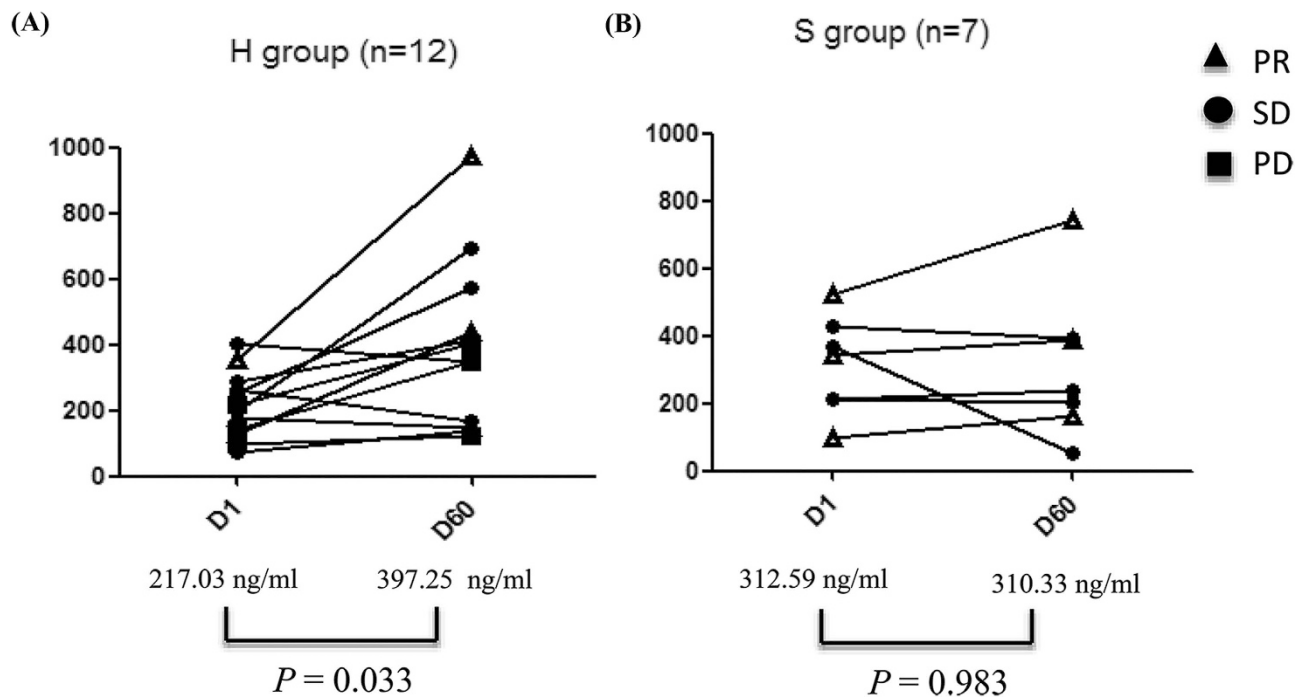 (A)
H group (n=12)
1000
800
600
400
200
0
D1
D60
217.03 ng/ml
397.25 ng/ml
P = 0.033
(B)
S group (n=7)
1000
800
600
400
200
0
D1
D60
312.59 ng/ml
310.33 ng/ml
P = 0.983
PR
SD
PD